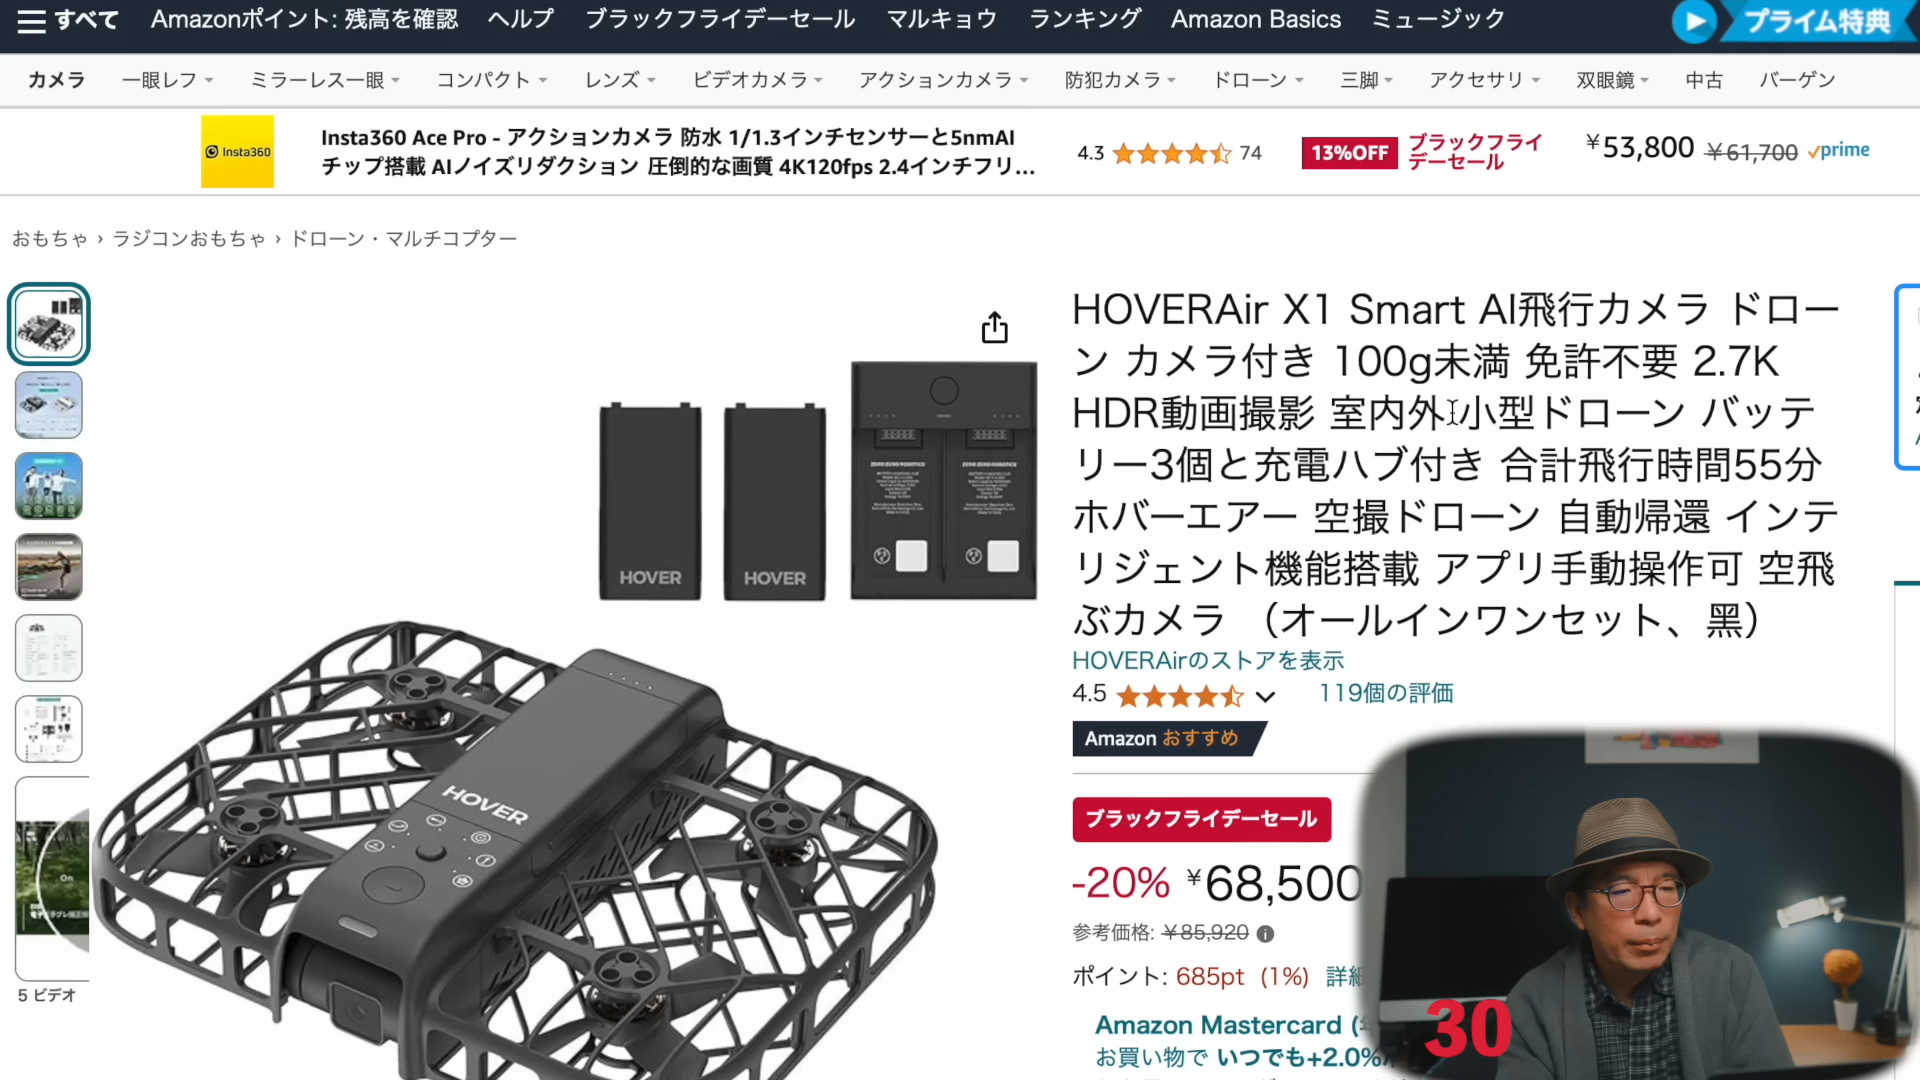 すべて Amazonポイント: 残高を確認 ヘルプ ブラックフライデーセール マルキョウ ランキング Amazon Basics ミュージック プライム特典
カメラ 一眼レフ ミラーレス一眼 コンパクト レンズ ビデオカメラ アクションカメラ 防犯カメラ ドローン 三脚 アクセサリ 双眼鏡 中古 バーゲン
Insta360
Insta360 Ace Pro - アクションカメラ 防水 1/1.3インチセンサーと5nmAI
チップ搭載 AIノイズリダクション 圧倒的な画質 4K120fps 2.4インチフリ...
4.3 74
13%OFF
ブラックフライ
デーセール
¥53,800 ¥61,700 prime
おもちゃ › ラジコンおもちゃ › ドローン・マルチコプター
HOVERAir X1 Smart AI飛行カメラ ドロー
ン カメラ付き 100g未満 免許不要 2.7K
HDR動画撮影 室内外 小型ドローン バッテ
リー3個と充電ハブ付き 合計飛行時間55分
ホバーエアー 空撮ドローン 自動帰還 インテ
リジェント機能搭載 アプリ手動操作可 空飛
ぶカメラ （オールインワンセット、黒）
HOVERAirのストアを表示
4.5 119個の評価
Amazon おすすめ
ブラックフライデーセール
-20% ¥68,500
参考価格: ¥85,920
ポイント: 685pt (1%) 詳細
Amazon Mastercard
お買い物で いつでも+2.0%
HOVER
HOVER
ZERO ZERO ROBOTICS
ZERO ZERO ROBOTICS
HOVER
On
5 ビデオ
30